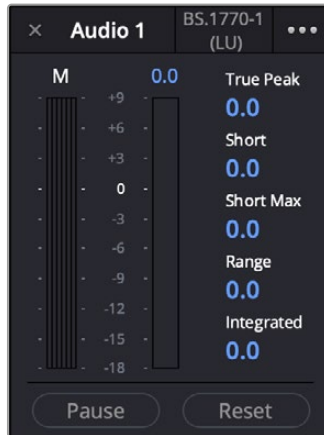 × Audio 1 BS.1770-1
(LU) •••
M 0.0
+9
+6
+3
0
-3
-6
-9
-12
-15
-18
True Peak
0.0
Short
0.0
Short Max
0.0
Range
0.0
Integrated
0.0
Pause Reset